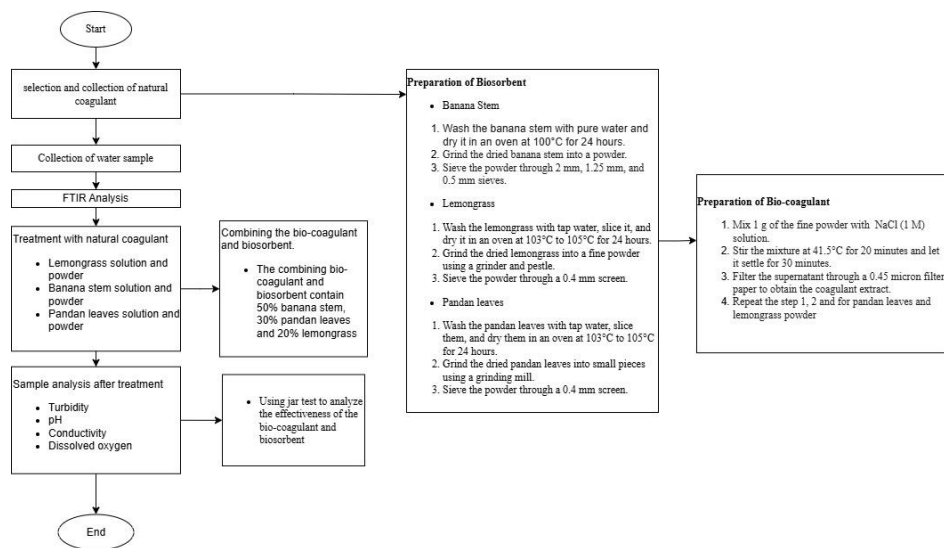 Start
selection and collection of natural
coagulant
Collection of water sample
FTIR Analysis
Treatment with natural coagulant
• Lemongrass solution and
powder
• Banana stem solution and
powder
• Pandan leaves solution and
powder
Combining the bio-coagulant
and biosorbent.
• The combining bio-
coagulant and
biosorbent contain
50% banana stem,
30% pandan leaves
and 20% lemongrass
Sample analysis after treatment
• Turbidity
• pH
• Conductivity
• Dissolved oxygen
• Using jar test to analyze
the effectiveness of the
bio-coagulant and
biosorbent
End
Preparation of Biosorbent
• Banana Stem
1. Wash the banana stem with pure water and
dry it in an oven at 100°C for 24 hours.
2. Grind the dried banana stem into a powder.
3. Sieve the powder through 2 mm, 1.25 mm, and
0.5 mm sieves.
• Lemongrass
1. Wash the lemongrass with tap water, slice it, and
dry it in an oven at 103°C to 105°C for 24 hours.
2. Grind the dried lemongrass into a fine powder
using a grinder and pestle.
3. Sieve the powder through a 0.4 mm screen.
• Pandan leaves
1. Wash the pandan leaves with tap water, slice
them, and dry them in an oven at 103°C to 105°C
for 24 hours.
2. Grind the dried pandan leaves into small pieces
using a grinding mill.
3. Sieve the powder through a 0.4 mm screen.
Preparation of Bio-coagulant
1. Mix 1 g of the fine powder with NaCl (1 M)
solution.
2. Stir the mixture at 41.5°C for 20 minutes and let
it settle for 30 minutes.
3. Filter the supernatant through a 0.45 micron filter
paper to obtain the coagulant extract.
4. Repeat the step 1, 2 and for pandan leaves and
lemongrass powder